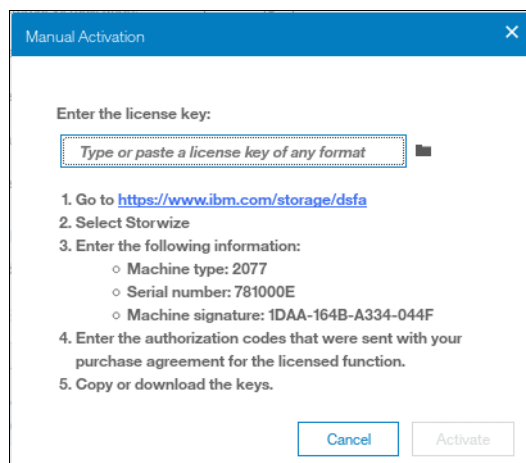 Manual Activation
Enter the license key:
Type or paste a license key of any format
1. Go to https://www.ibm.com/storage/dsfa
2. Select Storwize
3. Enter the following information:
○ Machine type: 2077
○ Serial number: 781000E
○ Machine signature: 1DAA-164B-A334-044F
4. Enter the authorization codes that were sent with your
purchase agreement for the licensed function.
5. Copy or download the keys.
Cancel
Activate